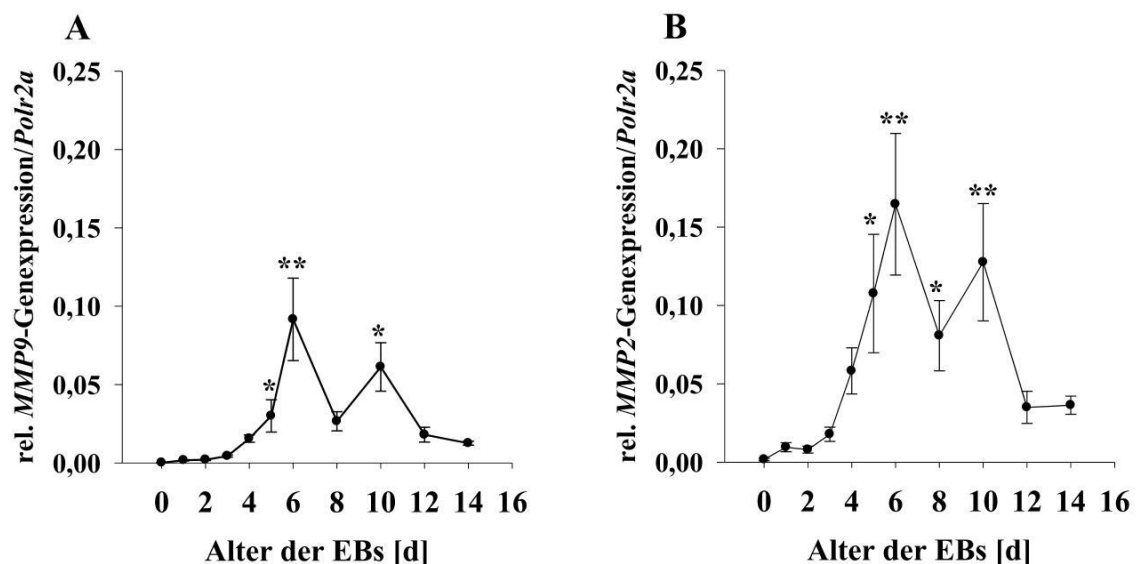 A
rel. MMP9-Genexpression/Polr2a
0,25
0,20
0,15
0,10
0,05
0,00
*
**
*
0 2 4 6 8 10 12 14 16
Alter der EBs [d]
B
rel. MMP2-Genexpression/Polr2a
0,25
0,20
0,15
0,10
0,05
0,00
*
**
*
**
0 2 4 6 8 10 12 14 16
Alter der EBs [d]